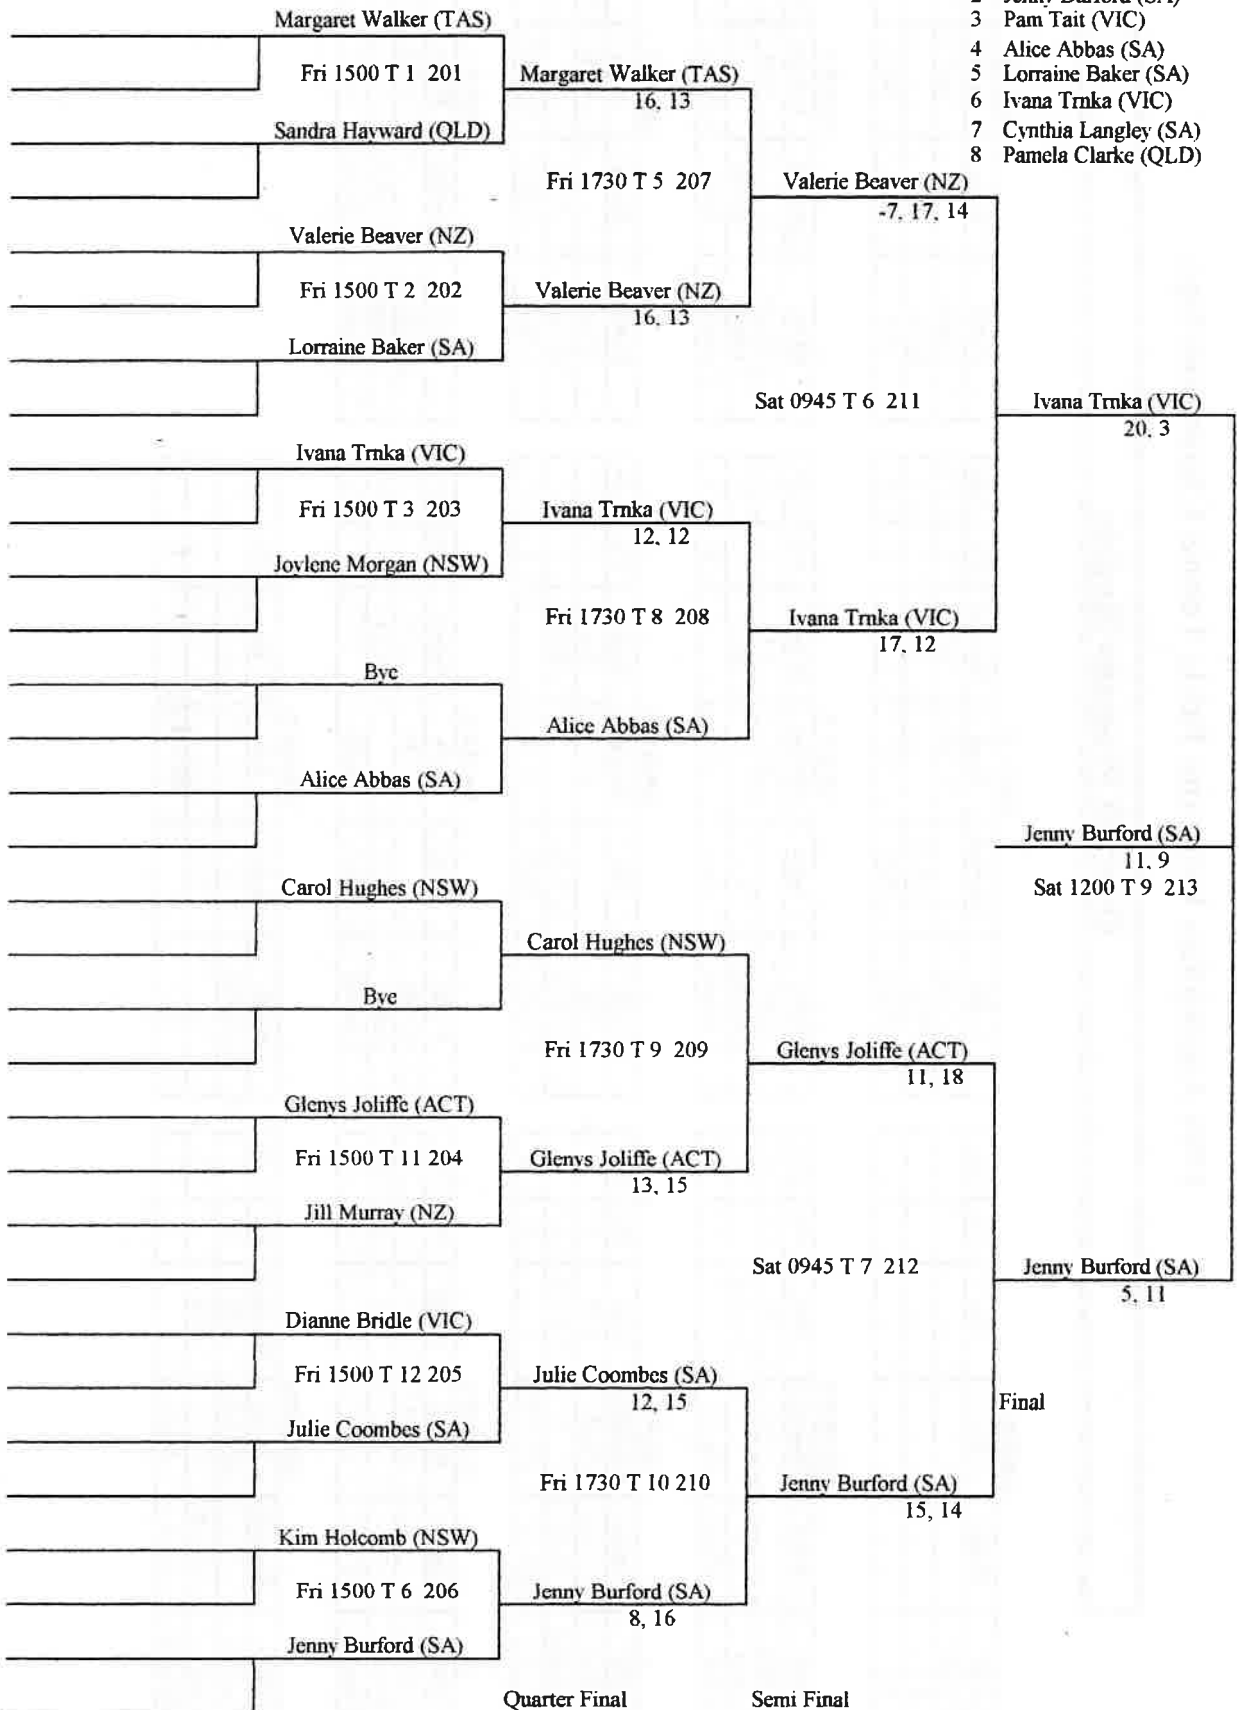 2 Jenny Burford (SA)
3 Pam Tait (VIC)
4 Alice Abbas (SA)
5 Lorraine Baker (SA)
6 Ivana Trnka (VIC)
7 Cynthia Langley (SA)
8 Pamela Clarke (QLD)
Margaret Walker (TAS)
Fri 1500 T 1 201
Margaret Walker (TAS)
16, 13
Sandra Hayward (QLD)
Fri 1730 T 5 207
Valerie Beaver (NZ)
-7, 17, 14
Valerie Beaver (NZ)
Fri 1500 T 2 202
Valerie Beaver (NZ)
16, 13
Lorraine Baker (SA)
Sat 0945 T 6 211
Ivana Trnka (VIC)
20, 3
Ivana Trnka (VIC)
Fri 1500 T 3 203
Ivana Trnka (VIC)
12, 12
Joylene Morgan (NSW)
Fri 1730 T 8 208
Ivana Trnka (VIC)
17, 12
Bye
Alice Abbas (SA)
Alice Abbas (SA)
Jenny Burford (SA)
11, 9
Sat 1200 T 9 213
Carol Hughes (NSW)
Carol Hughes (NSW)
Bye
Fri 1730 T 9 209
Glenys Joliffe (ACT)
11, 18
Glenys Joliffe (ACT)
Fri 1500 T 11 204
Glenys Joliffe (ACT)
13, 15
Jill Murray (NZ)
Sat 0945 T 7 212
Jenny Burford (SA)
5, 11
Dianne Bridle (VIC)
Fri 1500 T 12 205
Julie Coombes (SA)
12, 15
Final
Julie Coombes (SA)
Fri 1730 T 10 210
Jenny Burford (SA)
15, 14
Kim Holcomb (NSW)
Fri 1500 T 6 206
Jenny Burford (SA)
8, 16
Jenny Burford (SA)
Quarter Final
Semi Final